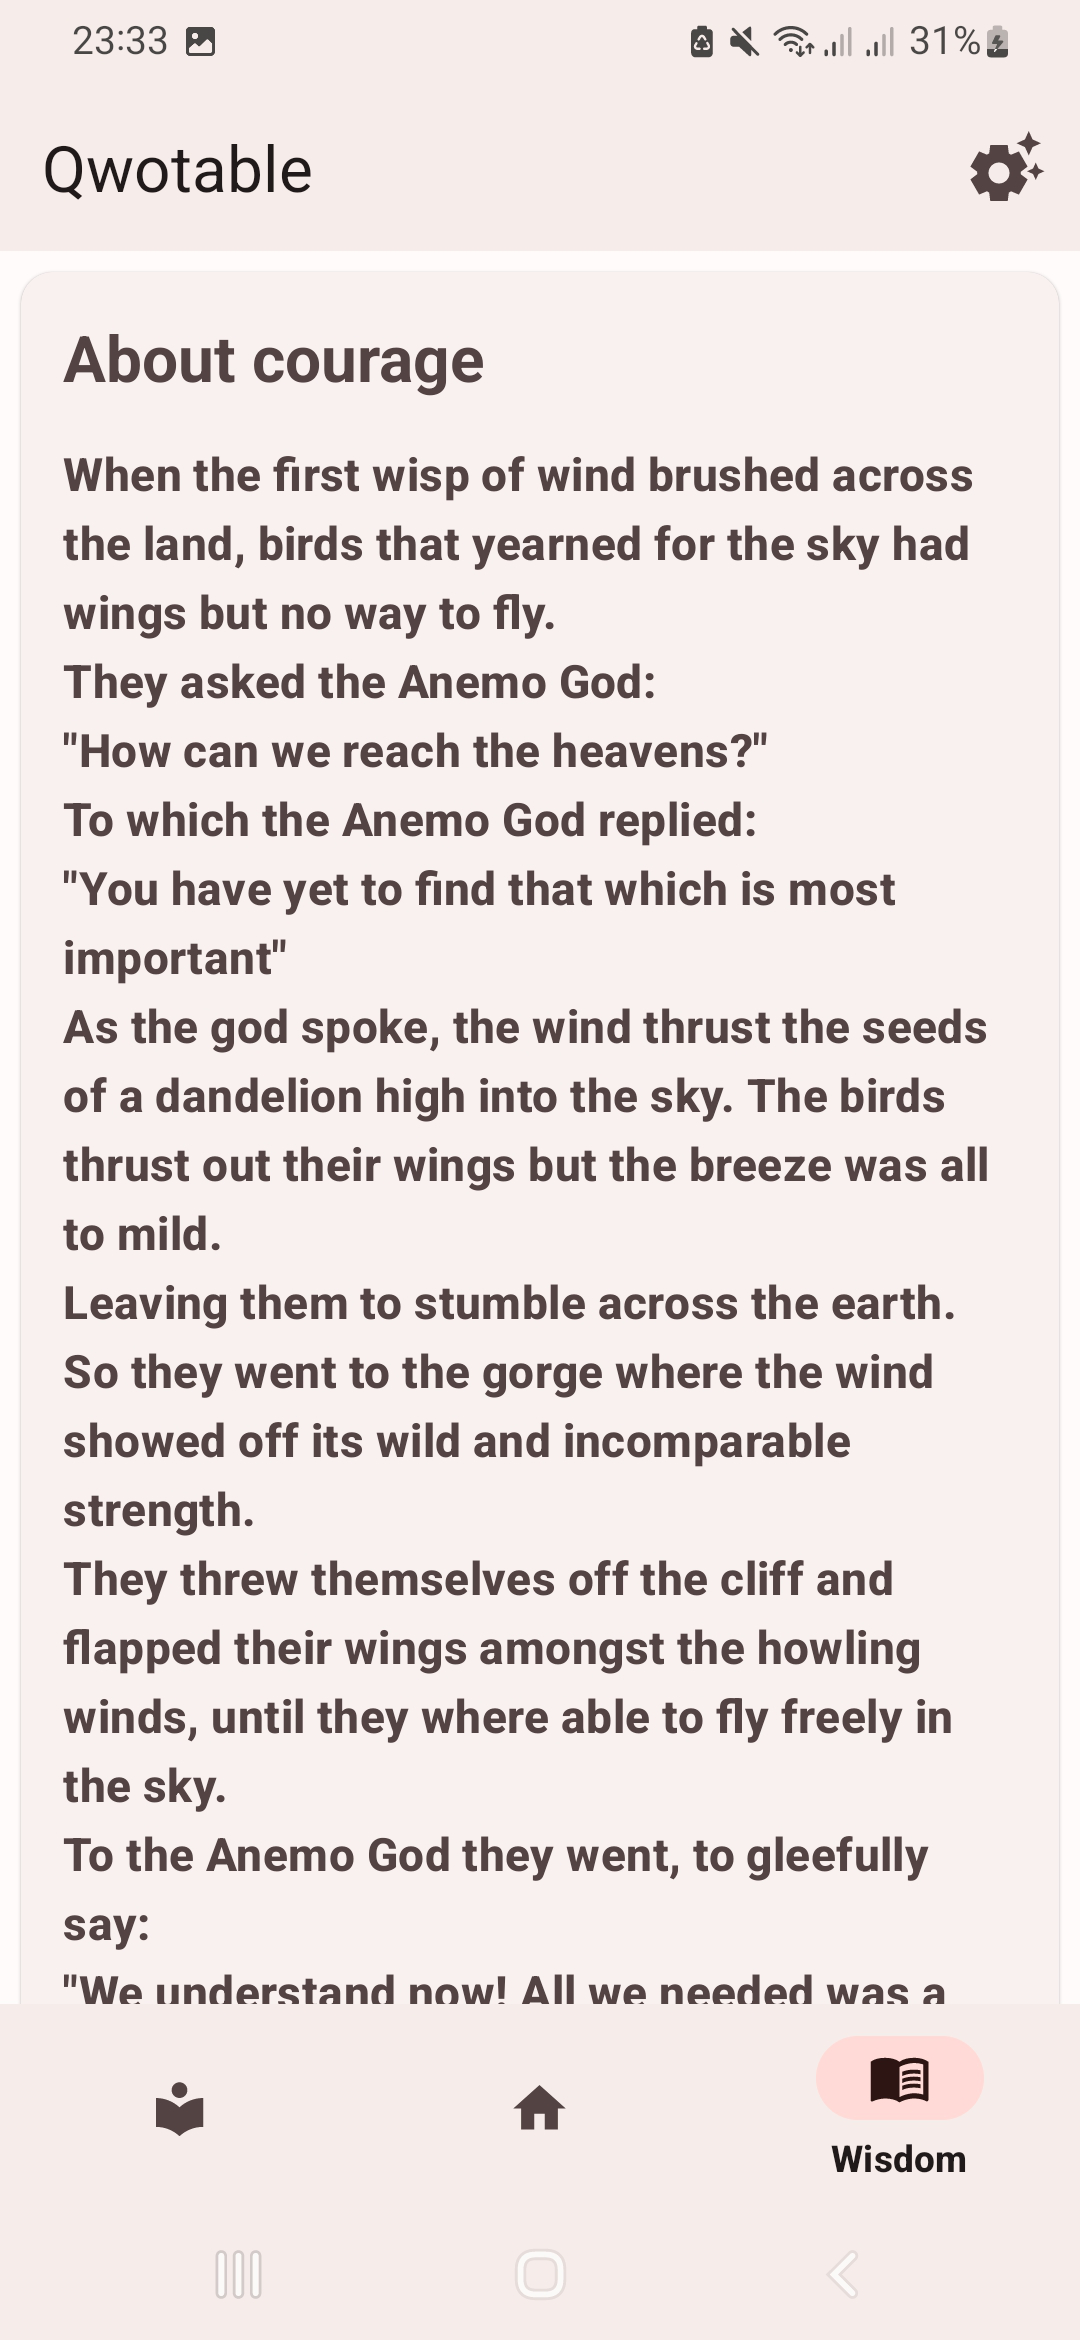 23:33
31%
Qwotable
About courage
When the first wisp of wind brushed across
the land, birds that yearned for the sky had
wings but no way to fly.
They asked the Anemo God:
"How can we reach the heavens?"
To which the Anemo God replied:
"You have yet to find that which is most
important"
As the god spoke, the wind thrust the seeds
of a dandelion high into the sky. The birds
thrust out their wings but the breeze was all
to mild.
Leaving them to stumble across the earth.
So they went to the gorge where the wind
showed off its wild and incomparable
strength.
They threw themselves off the cliff and
flapped their wings amongst the howling
winds, until they where able to fly freely in
the sky.
To the Anemo God they went, to gleefully
say:
"We understand now! All we needed was a
Wisdom